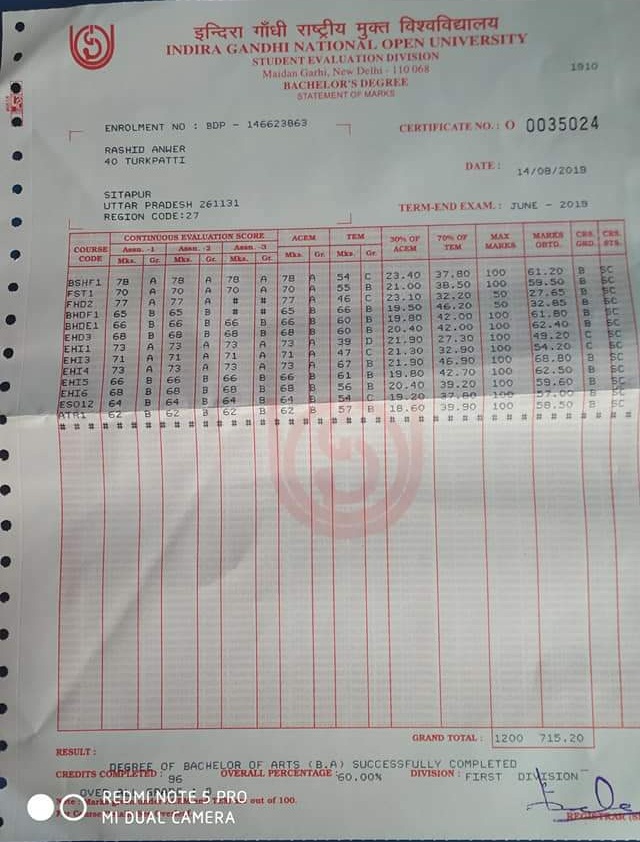 इन्दिरा गाँधी राष्ट्रीय मुक्त विश्वविद्यालय
INDIRA GANDHI NATIONAL OPEN UNIVERSITY
STUDENT EVALUATION DIVISION
Maidan Garhi, New Delhi - 110 068
1910
BACHELOR'S DEGREE
STATEMENT OF MARKS
ENROLMENT NO : BDP - 146623863 CERTIFICATE NO. : O 0035024
RASHID ANWER
40 TURKPATTI
DATE : 14/08/2019
SITAPUR
UTTAR PRADESH 261131
REGION CODE:27
TERM-END EXAM. : JUNE - 2019
COURSE CODE CONTINUOUS EVALUATION SCORE ACEM TEM 30% OF ACEM 70% OF TEM MAX MARKS MARKS OBTD. CRS. GRD. CRS. STS.
Assn. -1 Assn. -2 Assn. -3
Mks. Gr. Mks. Gr. Mks. Gr. Mks. Gr. Mks. Gr.
BSHF1 78 A 78 A 78 A 78 A 54 C 23.40 37.80 100 61.20 B SC
FST1 70 A 70 A 70 A 70 A 55 B 21.00 38.50 100 59.50 B SC
FHD2 77 A 77 A # # 77 A 46 C 23.10 32.20 50 27.65 B SC
BHDF1 65 B 65 B # # 65 B 66 B 19.50 46.20 50 32.85 B SC
BHDE1 66 B 66 B 66 B 66 B 60 B 19.80 42.00 100 61.80 B SC
EHD3 68 B 68 B 68 B 68 B 60 B 20.40 42.00 100 62.40 B SC
EHI1 73 A 73 A 73 A 73 A 39 D 21.90 27.30 100 49.20 C SC
EHI3 71 A 71 A 71 A 71 A 47 C 21.30 32.90 100 54.20 C SC
EHI4 73 A 73 A 73 A 73 A 67 B 21.90 46.90 100 68.80 B SC
EHI5 66 B 66 B 66 B 66 B 61 B 19.80 42.70 100 62.50 B SC
EHI6 68 B 68 B 68 B 68 B 56 B 20.40 39.20 100 59.60 B SC
ESO12 64 B 64 B 64 B 64 B 54 C 19.20 37.80 100 57.00 B SC
ATR1 62 B 62 B 62 B 62 B 57 B 18.60 39.90 100 58.50 B SC
GRAND TOTAL : 1200 715.20
RESULT :
DEGREE OF BACHELOR OF ARTS (B.A) SUCCESSFULLY COMPLETED
CREDITS COMPLETED : 96 OVERALL PERCENTAGE : 60.00% DIVISION : FIRST DIVISION
out of 100.
REGISTRAR
REDMI NOTE 5 PRO
MI DUAL CAMERA